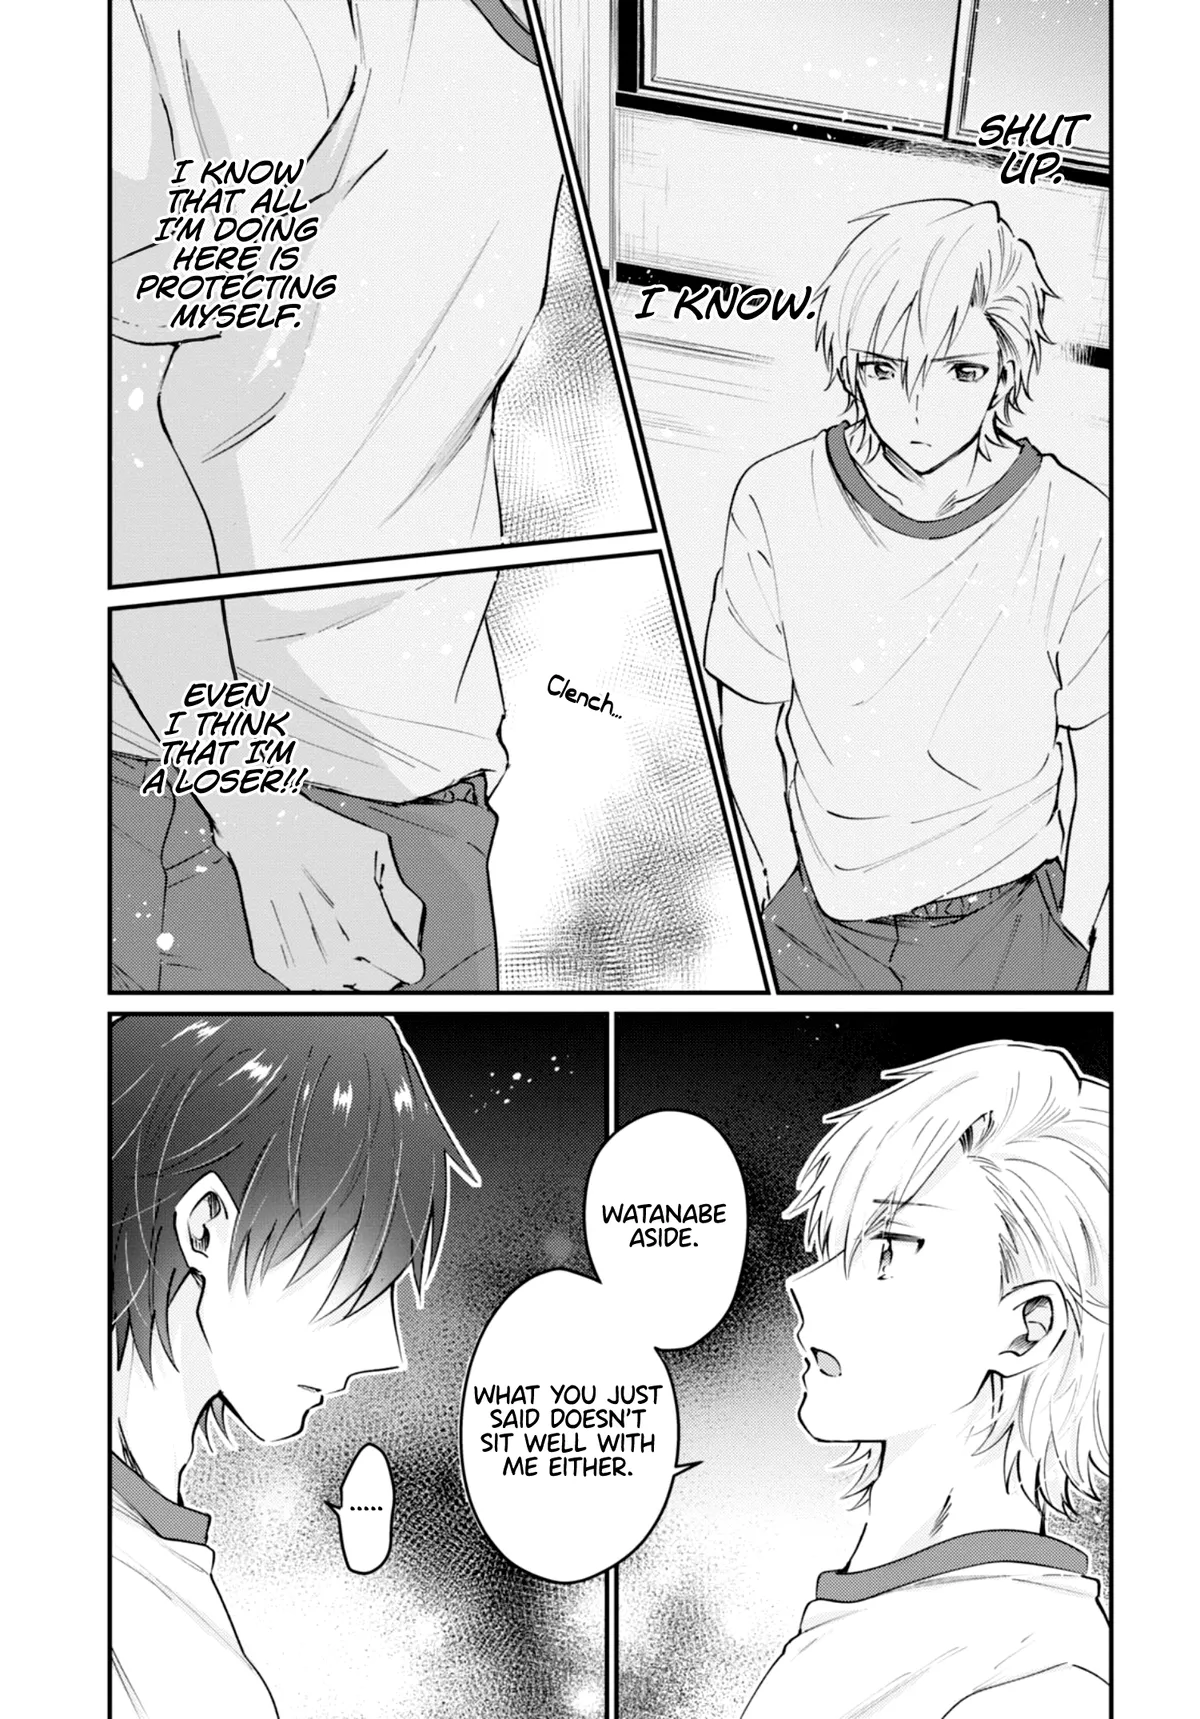 SHUT
UP.
I KNOW.
I KNOW
THAT ALL
I'M DOING
HERE IS
PROTECTING
MYSELF.
Clench...
EVEN
I THINK
THAT I'M
A LOSER!!
WATANABE
ASIDE.
WHAT YOU JUST
SAID DOESN'T
SIT WELL WITH
ME EITHER.
......